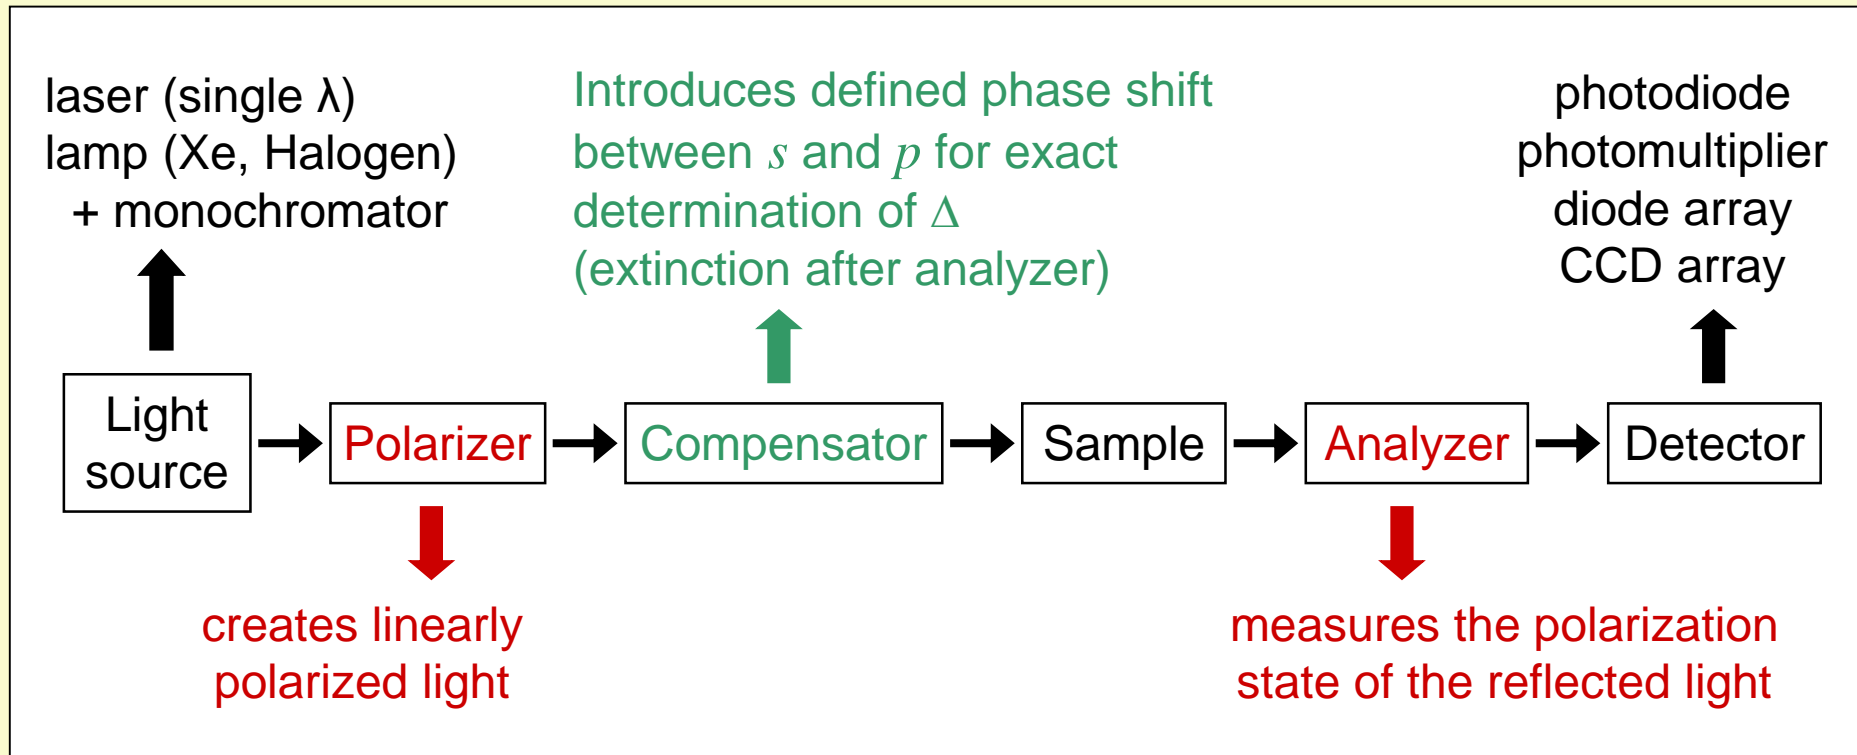 laser (single λ)
lamp (Xe, Halogen)
+ monochromator
Introduces defined phase shift
between s and p for exact
determination of Δ
(extinction after analyzer)
photodiode
photomultiplier
diode array
CCD array
Light
source
Polarizer
Compensator
Sample
Analyzer
Detector
creates linearly
polarized light
measures the polarization
state of the reflected light